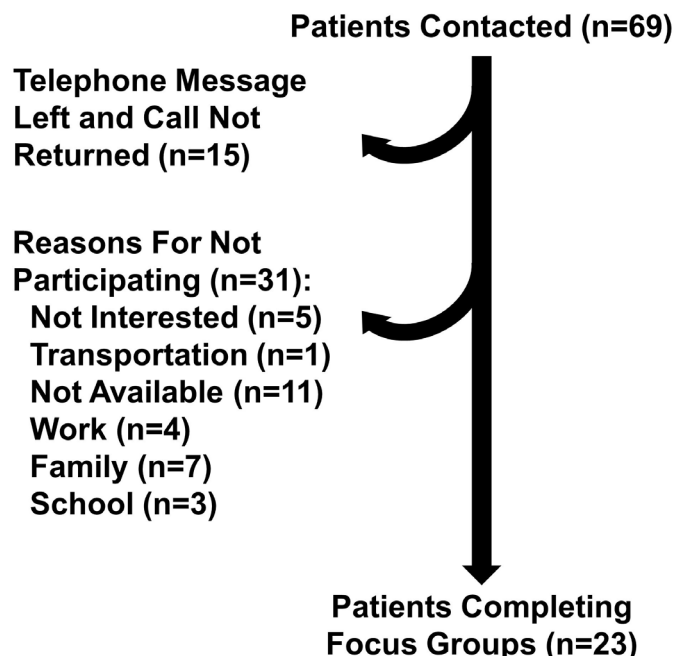 Patients Contacted (n=69)
Telephone Message
Left and Call Not
Returned (n=15)
Reasons For Not
Participating (n=31):
Not Interested (n=5)
Transportation (n=1)
Not Available (n=11)
Work (n=4)
Family (n=7)
School (n=3)
Patients Completing
Focus Groups (n=23)